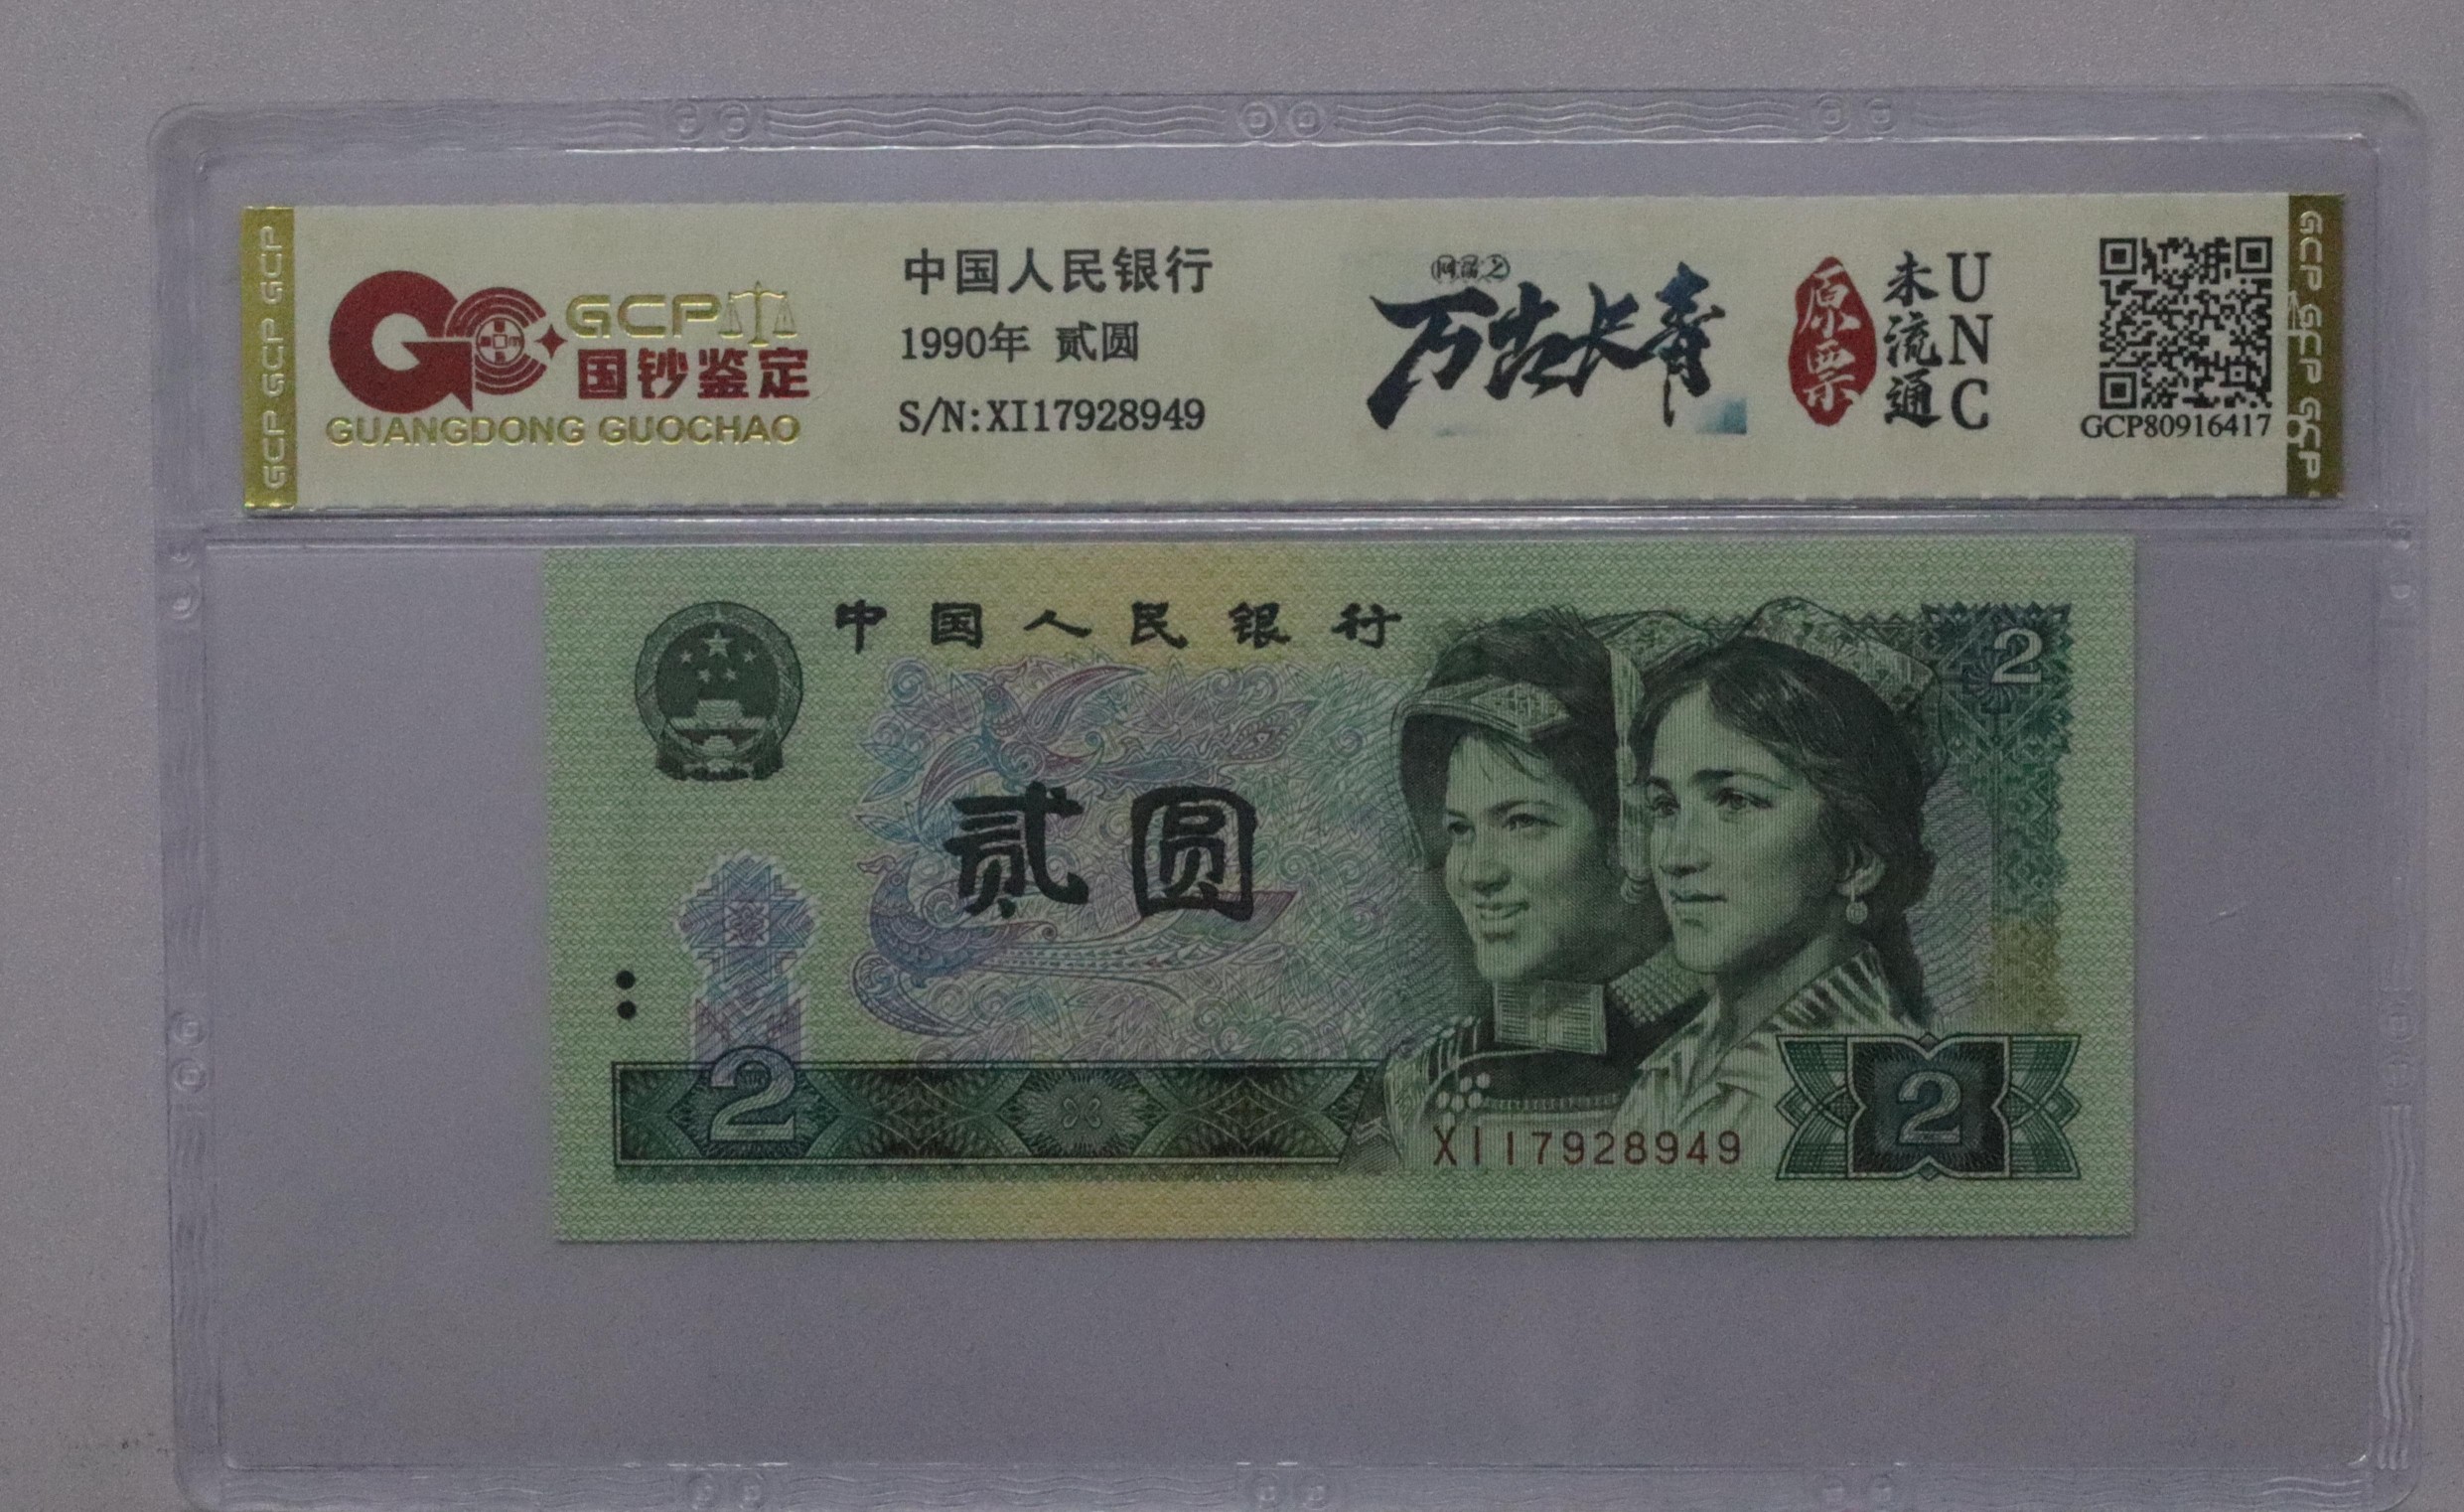 GCP GCP GCP
GCP
国钞鉴定
GUANGDONG GUOCHAO
中国人民银行
1990年 贰圆
S/N:XI17928949
万古长青
原票
未流通
UNC
GCP80916417
GCP GCP GCP
中国人民银行
2
贰圆
2
XI17928949
2